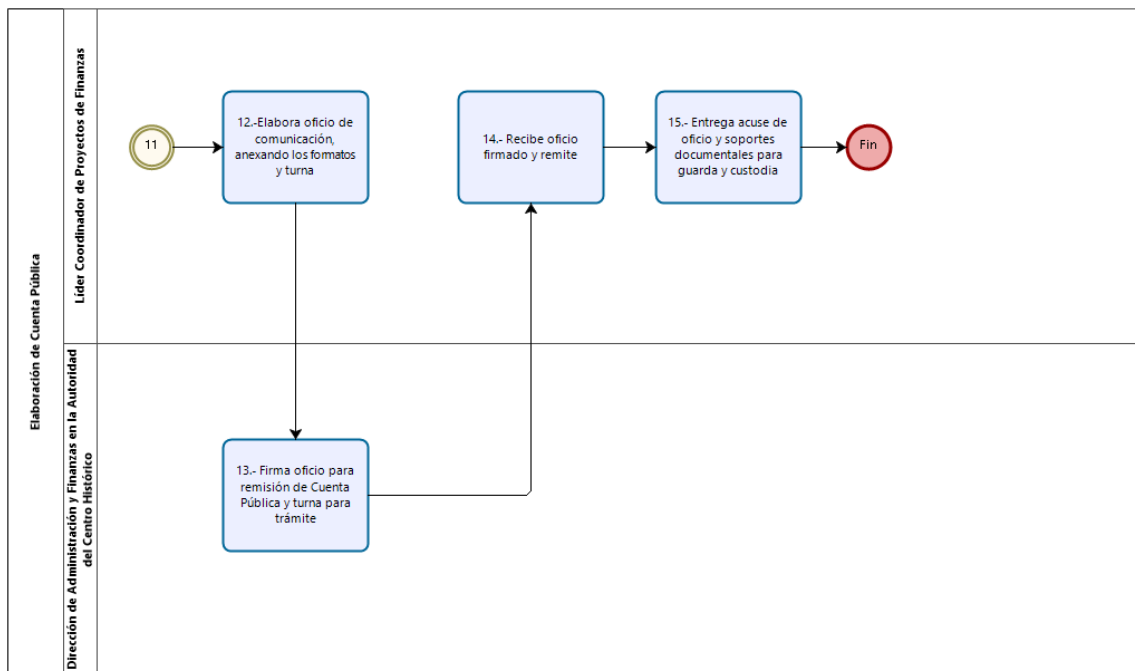 Elaboración de Cuenta Pública
Líder Coordinador de Proyectos de Finanzas
11
12.-Elabora oficio de
comunicación,
anexando los fomatos
y turna
14.- Recibe oficio
firmado y remite
15.- Entrega acuse de
oficio y soportes
documentales para
guarda y custodia
Fin
Dirección de Administración y Finanzas en la Autoridad
del Centro Histórico
13.- Firma oficio para
remisión de Cuenta
Pública y turna para
trámite